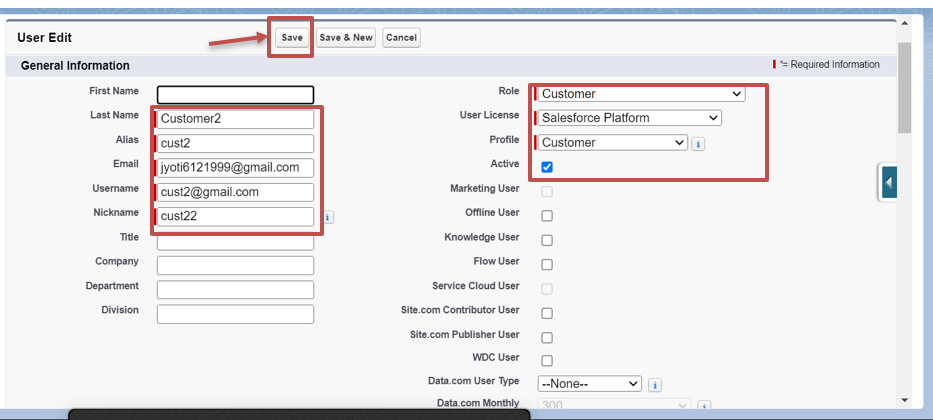 User Edit
Save
Save & New
Cancel
General Information
*= Required Information
First Name
Last Name Customer2
Alias cust2
Email jyoti6121999@gmail.com
Username cust2@gmail.com
Nickname cust22
Title
Company
Department
Division
Role Customer
User License Salesforce Platform
Profile Customer
Active
Marketing User
Offline User
Knowledge User
Flow User
Service Cloud User
Site.com Contributor User
Site.com Publisher User
WDC User
Data.com User Type --None--
Data.com Monthly 300